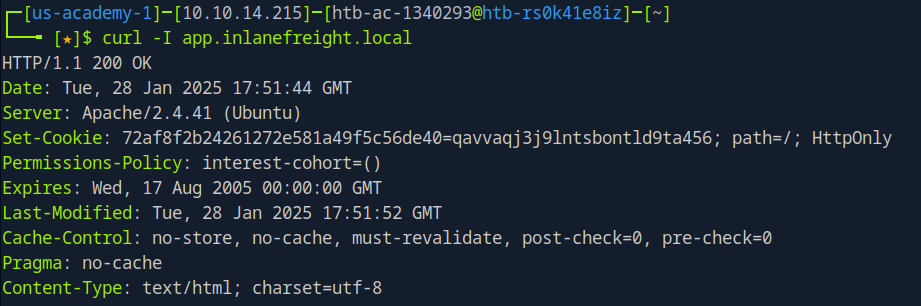 ┌─[us-academy-1]─[10.10.14.215]─[htb-ac-1340293@htb-rs0k41e8iz]─[~]
└──╼ [★]$ curl -I app.inlanefreight.local
HTTP/1.1 200 OK
Date: Tue, 28 Jan 2025 17:51:44 GMT
Server: Apache/2.4.41 (Ubuntu)
Set-Cookie: 72af8f2b24261272e581a49f5c56de40=qavvaqj3j9lntsbontld9ta456; path=/; HttpOnly
Permissions-Policy: interest-cohort=()
Expires: Wed, 17 Aug 2005 00:00:00 GMT
Last-Modified: Tue, 28 Jan 2025 17:51:52 GMT
Cache-Control: no-store, no-cache, must-revalidate, post-check=0, pre-check=0
Pragma: no-cache
Content-Type: text/html; charset=utf-8